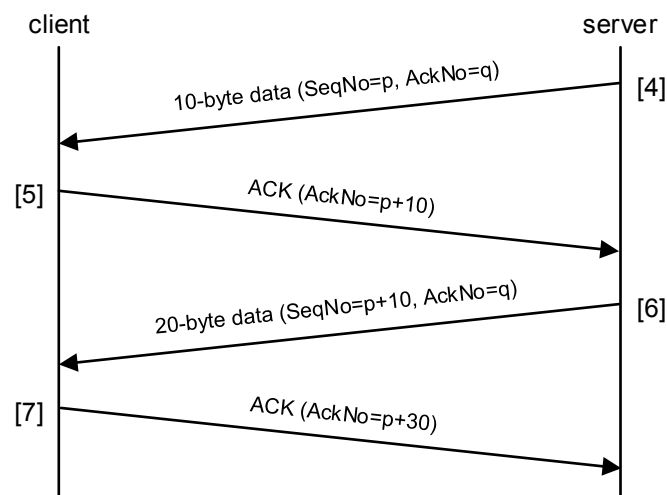 client
server
10-byte data (SeqNo=p, AckNo=q)
[4]
[5]
ACK (AckNo=p+10)
20-byte data (SeqNo=p+10, AckNo=q)
[6]
[7]
ACK (AckNo=p+30)